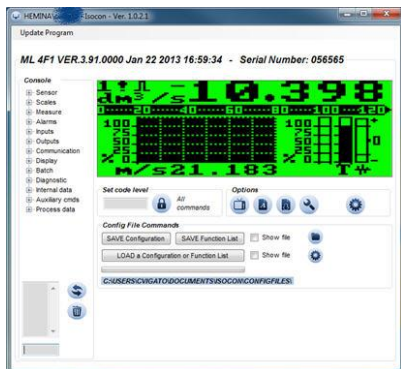 HEMINA Isocon - Ver. 1.0.2.1
Update Program
ML 4F1 VER.3.91.0000 Jan 22 2013 16:59:34 - Serial Number: 056565
Console
Sensor
Scales
Measure
Alarms
Inputs
Outputs
Communication
Display
Batch
Diagnostic
Internal data
Auxiliary cmds
Process data
1 ! -10.398
dm³/s
0 20 40 60 80 100 120
100 75 50 25 %
100 75 50 25 %
+ -
m/s 21.183 T
Set code level
All commands
Options
Config File Commands
SAVE Configuration SAVE Function List Show file
LOAD a Configuration or Function List Show file
C:\USERS\CVIGATO\DOCUMENTS\ISOCON\CONFIGFILES\